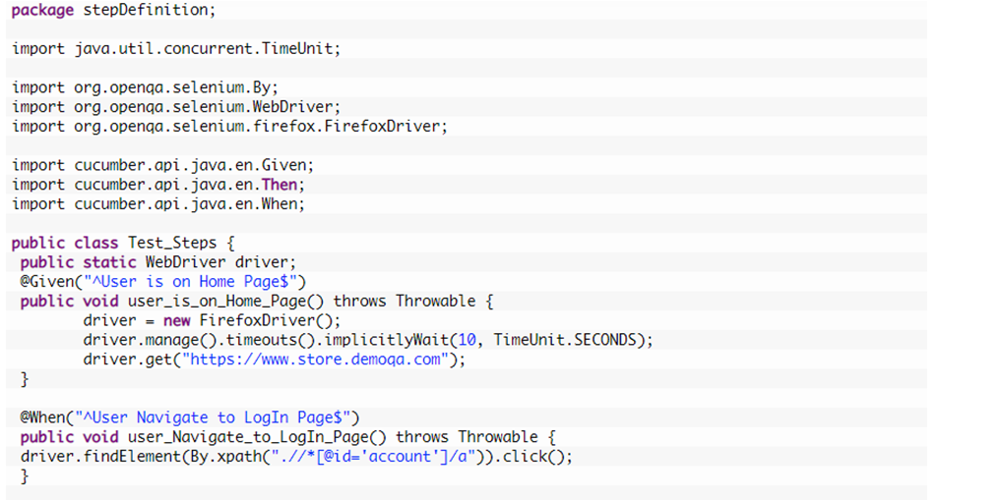 package stepDefinition;
import java.util.concurrent.TimeUnit;
import org.openqa.selenium.By;
import org.openqa.selenium.WebDriver;
import org.openqa.selenium.firefox.FirefoxDriver;
import cucumber.api.java.en.Given;
import cucumber.api.java.en.Then;
import cucumber.api.java.en.When;
public class Test_Steps {
public static WebDriver driver;
@Given("^User is on Home Page$")
public void user_is_on_Home_Page() throws Throwable {
driver = new FirefoxDriver();
driver.manage().timeouts().implicitlyWait(10, TimeUnit.SECONDS);
driver.get("https://www.store.demoqa.com");
}
@When("^User Navigate to LogIn Page$")
public void user_Navigate_to_LogIn_Page() throws Throwable {
driver.findElement(By.xpath(".//*[@id='account']/a")).click();
}